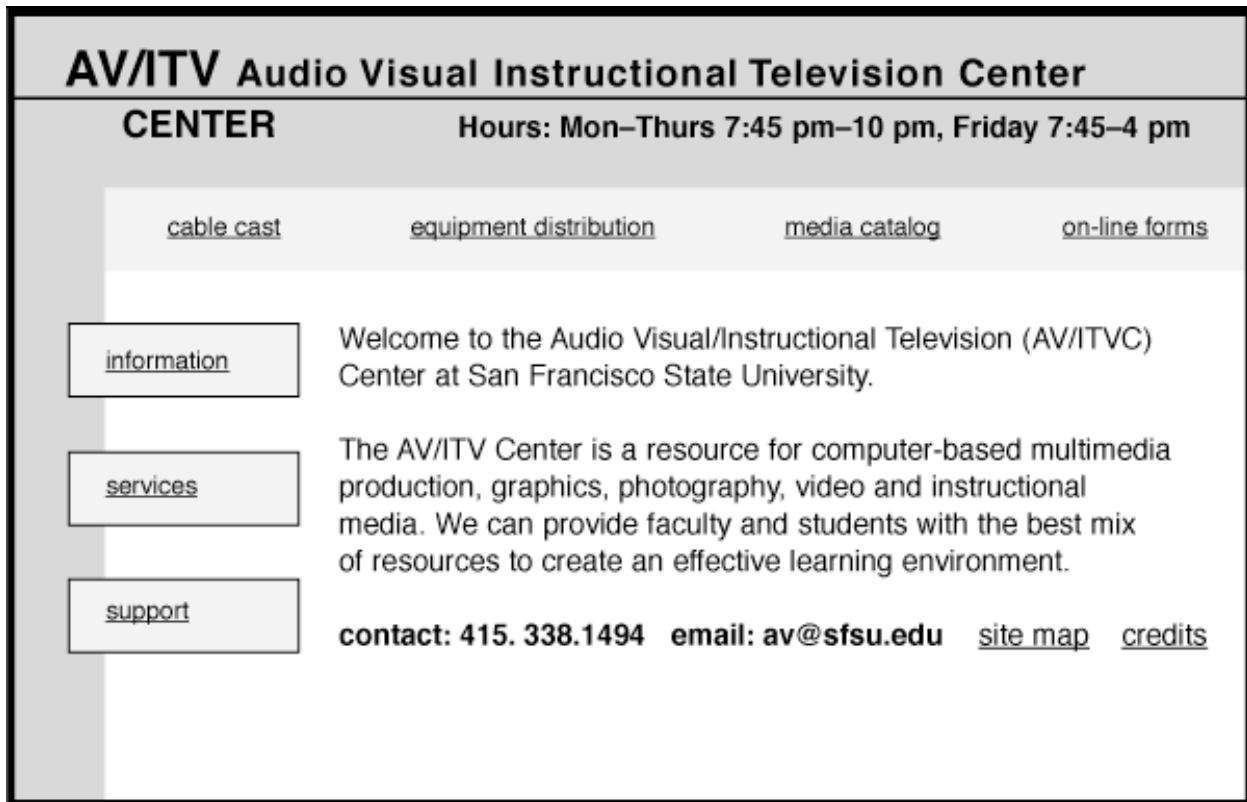 AV/ITV Audio Visual Instructional Television Center
CENTER Hours: Mon–Thurs 7:45 pm–10 pm, Friday 7:45–4 pm
cable cast equipment distribution media catalog on-line forms
information
services
support
Welcome to the Audio Visual/Instructional Television (AV/ITVC)
Center at San Francisco State University.
The AV/ITV Center is a resource for computer-based multimedia
production, graphics, photography, video and instructional
media. We can provide faculty and students with the best mix
of resources to create an effective learning environment.
contact: 415. 338.1494 email: av@sfsu.edu site map credits